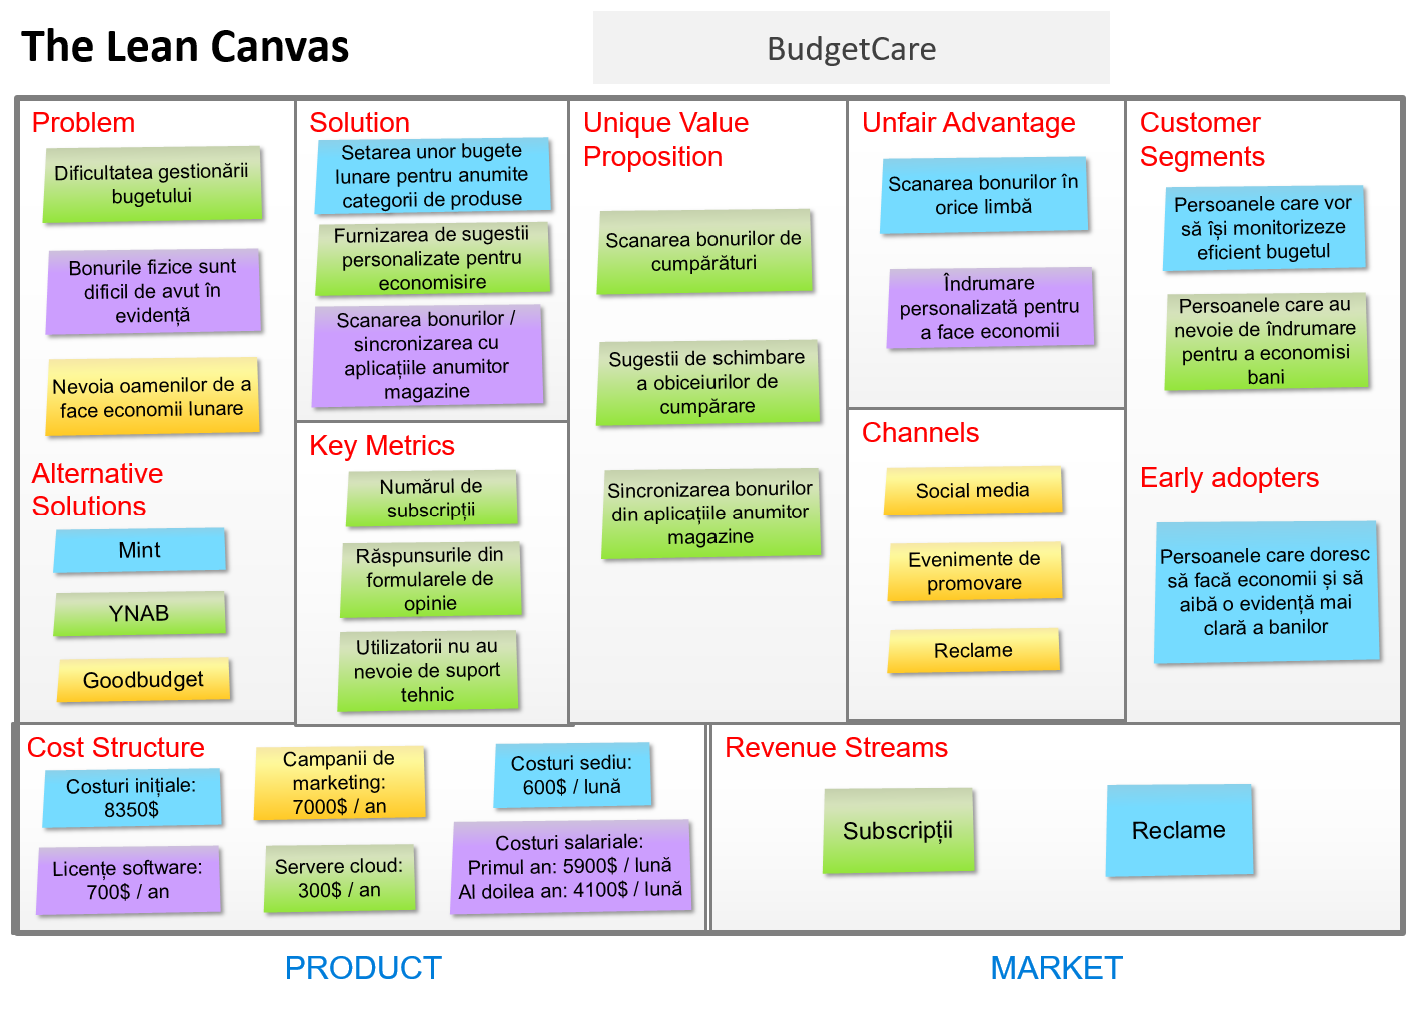 The Lean Canvas
BudgetCare
Problem
Dificultatea gestionării
bugetului
Bonurile fizice sunt
dificil de avut în
evidență
Nevoia oamenilor de a
face economii lunare
Alternative
Solutions
Mint
YNAB
Goodbudget
Solution
Setarea unor bugete
lunare pentru anumite
categorii de produse
Furnizarea de sugestii
personalizate pentru
economisire
Scanarea bonurilor /
sincronizarea cu
aplicațiile anumitor
magazine
Key Metrics
Numărul de
subscripții
Răspunsurile din
formularele de
opinie
Utilizatorii nu au
nevoie de suport
tehnic
Unique Value
Proposition
Scanarea bonurilor de
cumpărături
Sugestii de schimbare
a obiceiurilor de
cumpărare
Sincronizarea bonurilor
din aplicațiile anumitor
magazine
Unfair Advantage
Scanarea bonurilor în
orice limbă
Îndrumare
personalizată pentru
a face economii
Channels
Social media
Evenimente de
promovare
Reclame
Customer
Segments
Persoanele care vor
să își monitorizeze
eficient bugetul
Persoanele care au
nevoie de îndrumare
pentru a economisi
bani
Early adopters
Persoanele care doresc
să facă economii și să
aibă o evidență mai
clară a banilor
Cost Structure
Costuri inițiale:
8350$
Licențe software:
700$ / an
Campanii de
marketing:
7000$ / an
Servere cloud:
300$ / an
Costuri sediu:
600$ / lună
Costuri salariale:
Primul an: 5900$ / lună
Al doilea an: 4100$ / lună
Revenue Streams
Subscripții
Reclame
PRODUCT
MARKET